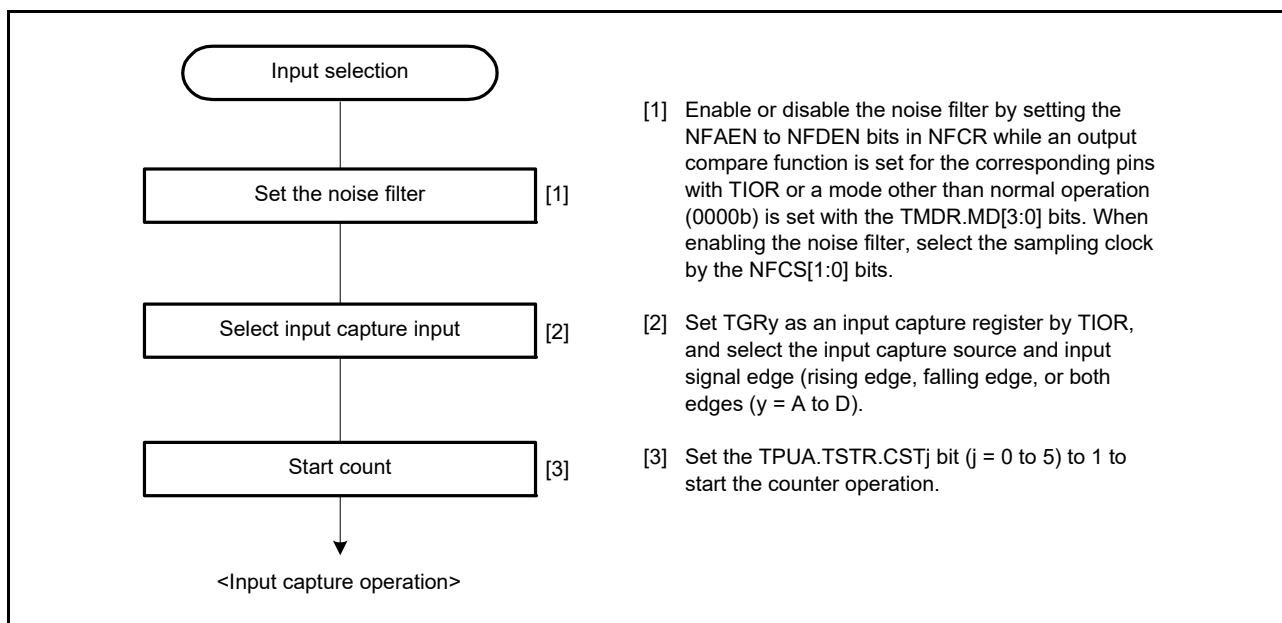 Input selection
Set the noise filter
[1]
Select input capture input
[2]
Start count
[3]
<Input capture operation>
[1] Enable or disable the noise filter by setting the
NFAEN to NFDEN bits in NFCR while an output
compare function is set for the corresponding pins
with TIOR or a mode other than normal operation
(0000b) is set with the TMDR.MD[3:0] bits. When
enabling the noise filter, select the sampling clock
by the NFCS[1:0] bits.
[2] Set TGRy as an input capture register by TIOR,
and select the input capture source and input
signal edge (rising edge, falling edge, or both
edges (y = A to D).
[3] Set the TPUA.TSTR.CSTj bit (j = 0 to 5) to 1 to
start the counter operation.